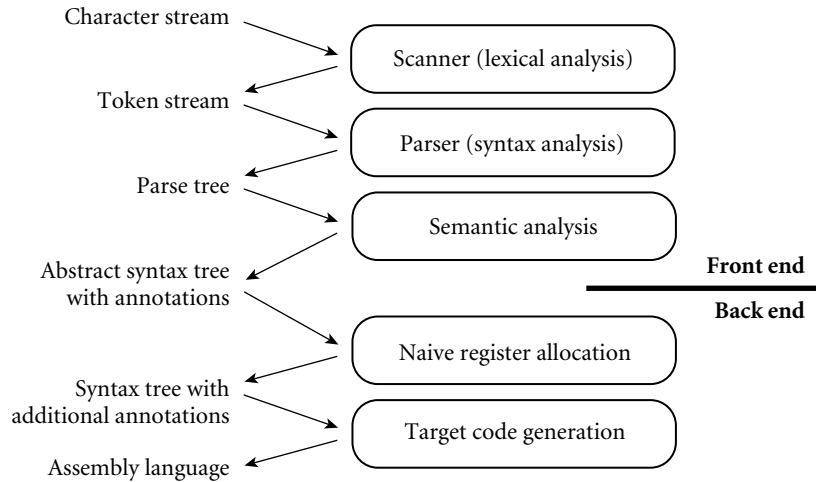 Character stream
Scanner (lexical analysis)
Token stream
Parser (syntax analysis)
Parse tree
Semantic analysis
Abstract syntax tree
with annotations
Front end
Back end
Naive register allocation
Syntax tree with
additional annotations
Target code generation
Assembly language